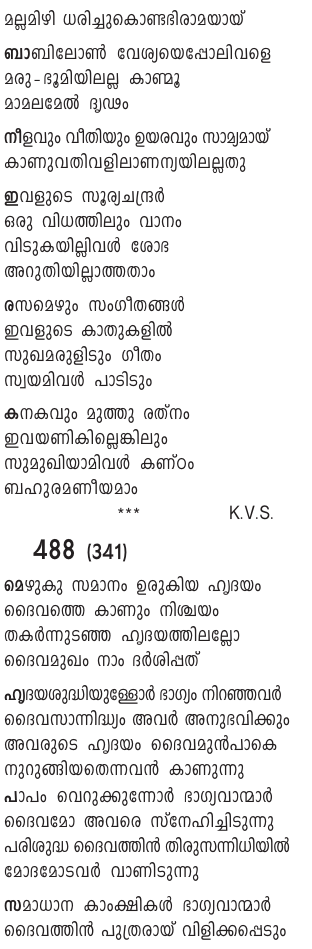 മല്ലമിഴി ധരിച്ചുകൊണ്ടഭിരാമയായ്
ബാബിലോൺ വേശ്യയെപ്പോലിവളെ
മരു-ഭൂമിയിലല്ല കാണ്മൂ
മാമലമേൽ ദൃഢം
നീളവും വീതിയും ഉയരവും സാമ്യമായ്
കാണുവതിവളിലാണന്യയിലല്ലതു
ഇവളുടെ സൂര്യചന്ദ്രർ
ഒരു വിധത്തിലും വാനം
വിടുകയില്ലിവൾ ശോഭ
അറുതിയില്ലാത്തതാം
രസമെഴും സംഗീതങ്ങൾ
ഇവളുടെ കാതുകളിൽ
സുഖമരുളിടും ഗീതം
സ്വയമിവൾ പാടിടും
കനകവും മുത്തു രത്നം
ഇവയണികില്ലെങ്കിലും
സുമുഖിയാമിവൾ കണ്ഠം
ബഹുരമണീയമാം
*** K.V.S.
488 (341)
മെഴുകു സമാനം ഉരുകിയ ഹൃദയം
ദൈവത്തെ കാണും നിശ്ചയം
തകർന്നുടഞ്ഞ ഹൃദയത്തിലല്ലോ
ദൈവമുഖം നാം ദർശിപ്പത്
ഹൃദയശുദ്ധിയുള്ളോർ ഭാഗ്യം നിറഞ്ഞവർ
ദൈവസാന്നിദ്ധ്യം അവർ അനുഭവിക്കും
അവരുടെ ഹൃദയം ദൈവമുൻപാകെ
നുറുങ്ങിയതെന്നവൻ കാണുന്നു
പാപം വെറുക്കുന്നോർ ഭാഗ്യവാന്മാർ
ദൈവമോ അവരെ സ്നേഹിച്ചിടുന്നു
പരിശുദ്ധ ദൈവത്തിൻ തിരുസന്നിധിയിൽ
മോദമോടവർ വാണിടുന്നു
സമാധാന കാംക്ഷികൾ ഭാഗ്യവാന്മാർ
ദൈവത്തിൻ പുത്രരായ് വിളിക്കപ്പെടും